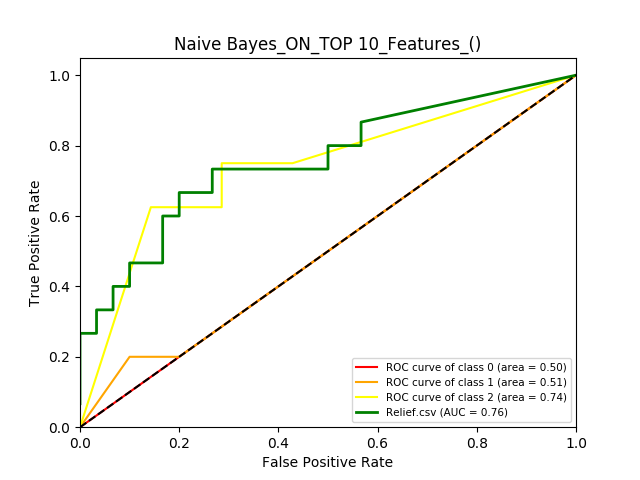 Naive Bayes_ON_TOP 10_Features_()
1.0
0.8
0.6
0.4
0.2
0.0
True Positive Rate
ROC curve of class 0 (area = 0.50)
ROC curve of class 1 (area = 0.51)
ROC curve of class 2 (area = 0.74)
Relief.csv (AUC = 0.76)
0.0 0.2 0.4 0.6 0.8 1.0
False Positive Rate